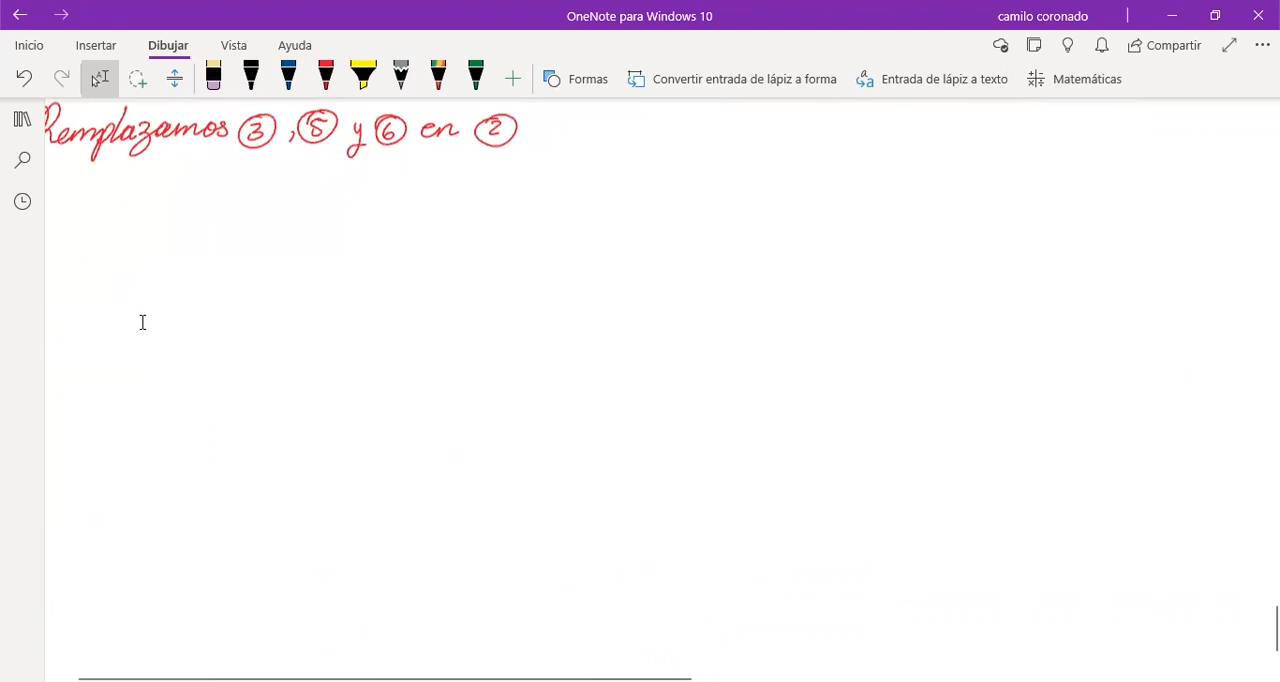 OneNote para Windows 10
camilo coronado
Inicio Insertar Dibujar Vista Ayuda
Compartir
Formas Convertir entrada de lápiz a forma Entrada de lápiz a texto Matemáticas
Remplazamos 3 , 5 y 6 en 2